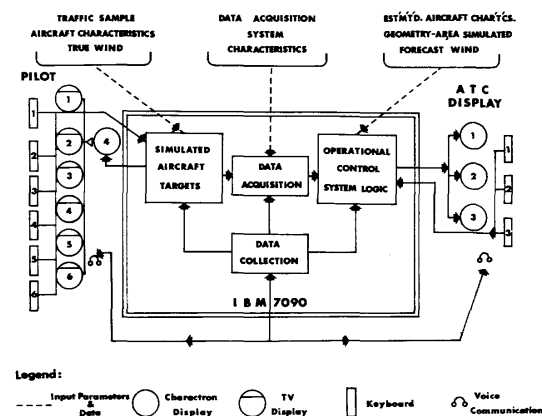 TRAFFIC SAMPLE
AIRCRAFT CHARACTERISTICS
TRUE WIND
DATA ACQUISITION
SYSTEM
CHARACTERISTICS
ESTMTD. AIRCRAFT CHARTCS.
GEOMETRY-AREA SIMULATED
FORECAST WIND
PILOT
ATC
DISPLAY
1
2
3
4
5
6
1
2
3
4
5
6
4
SIMULATED
AIRCRAFT
TARGETS
DATA
ACQUISITION
OPERATIONAL
CONTROL
SYSTEM LOGIC
DATA
COLLECTION
IBM 7090
1
2
3
1
2
3
Legend:
Input Parameters
&
Data
Charactron
Display
TV
Display
Keyboard
Voice
Communication